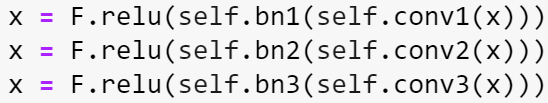 x = F.relu(self.bn1(self.conv1(x)))
x = F.relu(self.bn2(self.conv2(x)))
x = F.relu(self.bn3(self.conv3(x)))